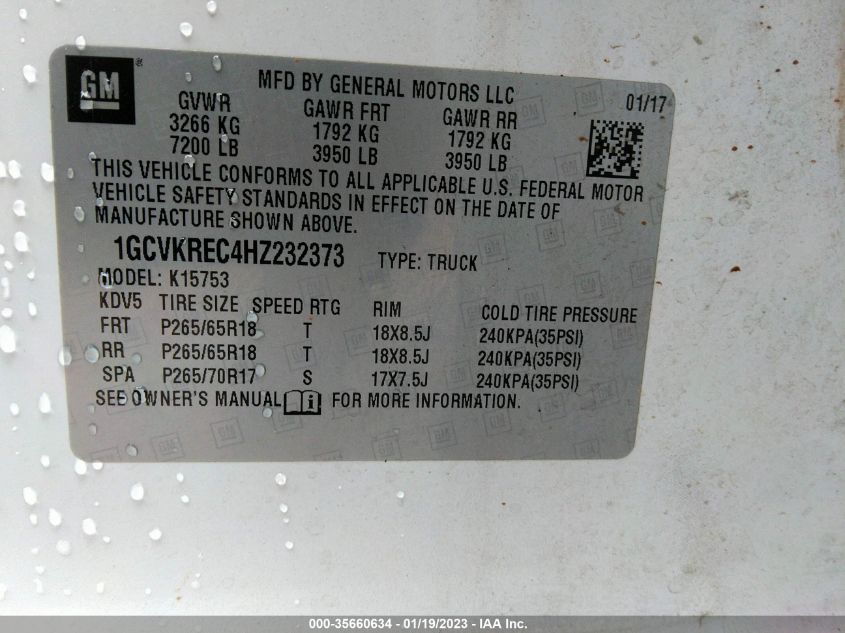 GM ®
MFD BY GENERAL MOTORS LLC
GVWR GAWR FRT GAWR RR 01/17
3266 KG 1792 KG 1792 KG
7200 LB 3950 LB 3950 LB
THIS VEHICLE CONFORMS TO ALL APPLICABLE U.S. FEDERAL MOTOR
VEHICLE SAFETY STANDARDS IN EFFECT ON THE DATE OF
MANUFACTURE SHOWN ABOVE.
1GCVKREC4HZ232373 TYPE: TRUCK
MODEL: K15753
KDV5 TIRE SIZE SPEED RTG RIM COLD TIRE PRESSURE
FRT P265/65R18 T 18X8.5J 240KPA(35PSI)
RR P265/65R18 T 18X8.5J 240KPA(35PSI)
SPA P265/70R17 S 17X7.5J 240KPA(35PSI)
SEE OWNER'S MANUAL i FOR MORE INFORMATION.
000-35660634 - 01/19/2023 - IAA Inc.